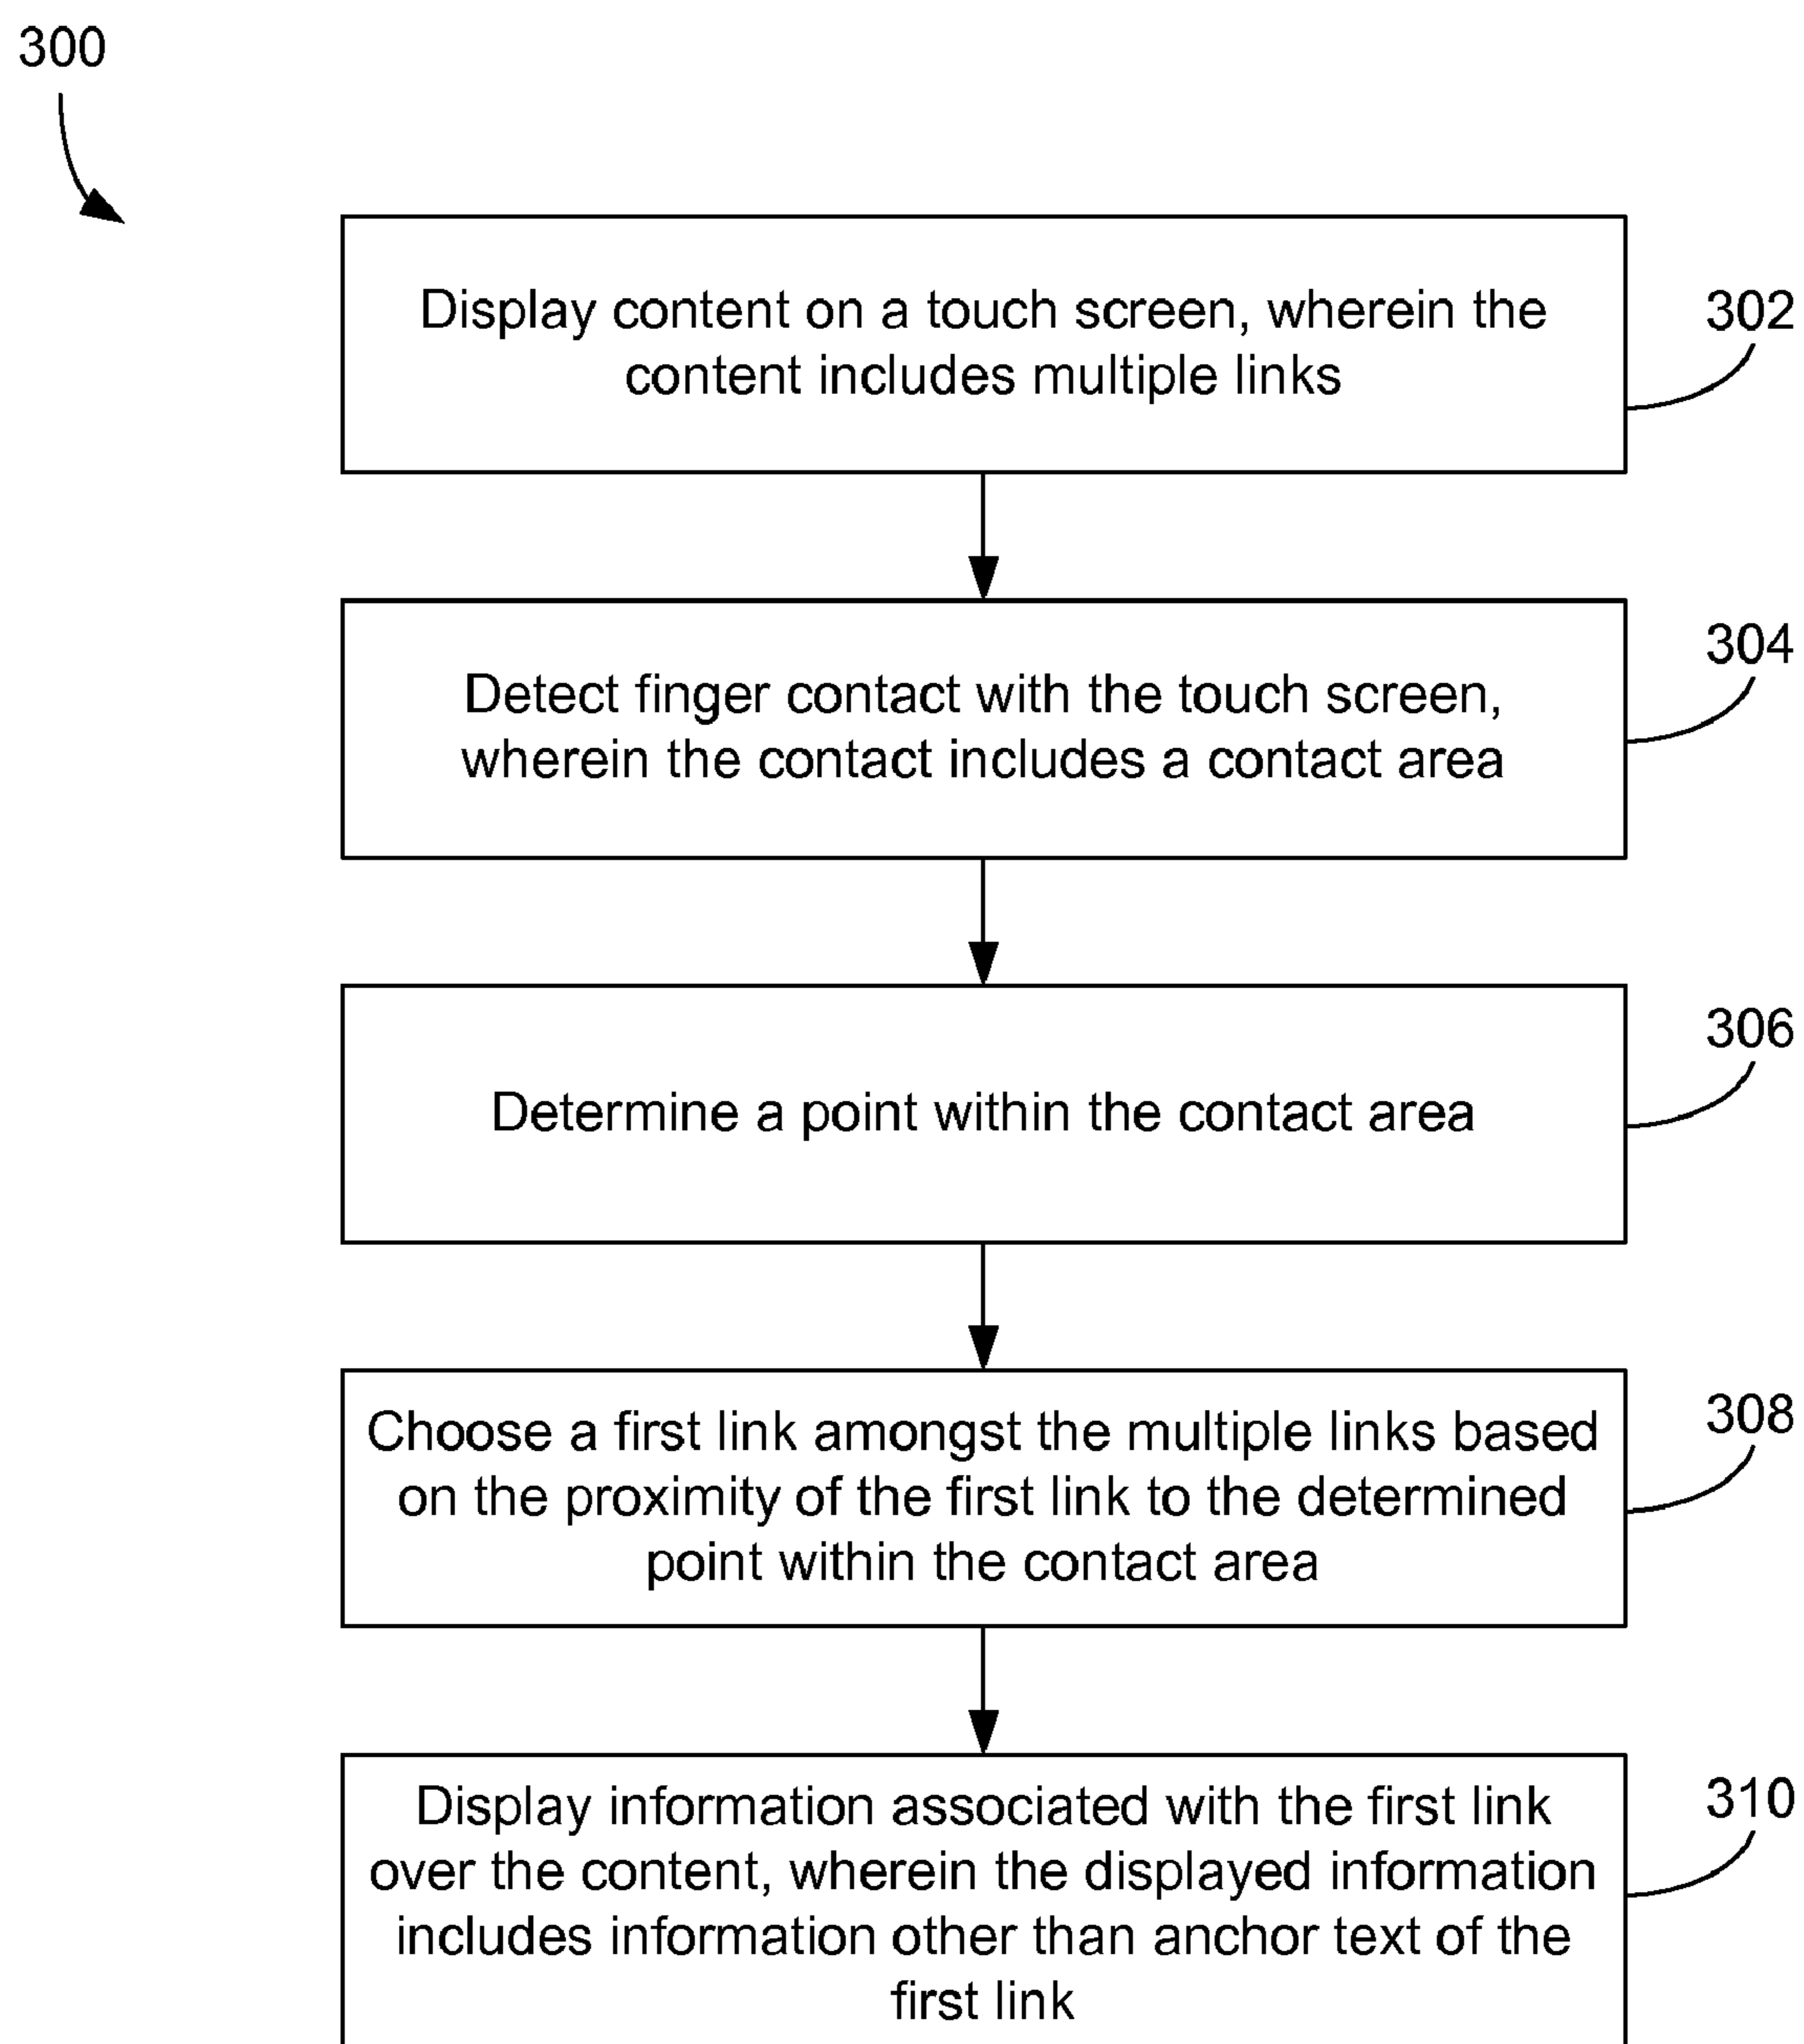 300
Display content on a touch screen, wherein the
content includes multiple links
302
Detect finger contact with the touch screen,
wherein the contact includes a contact area
304
Determine a point within the contact area
306
Choose a first link amongst the multiple links based
on the proximity of the first link to the determined
point within the contact area
308
Display information associated with the first link
over the content, wherein the displayed information
includes information other than anchor text of the
first link
310